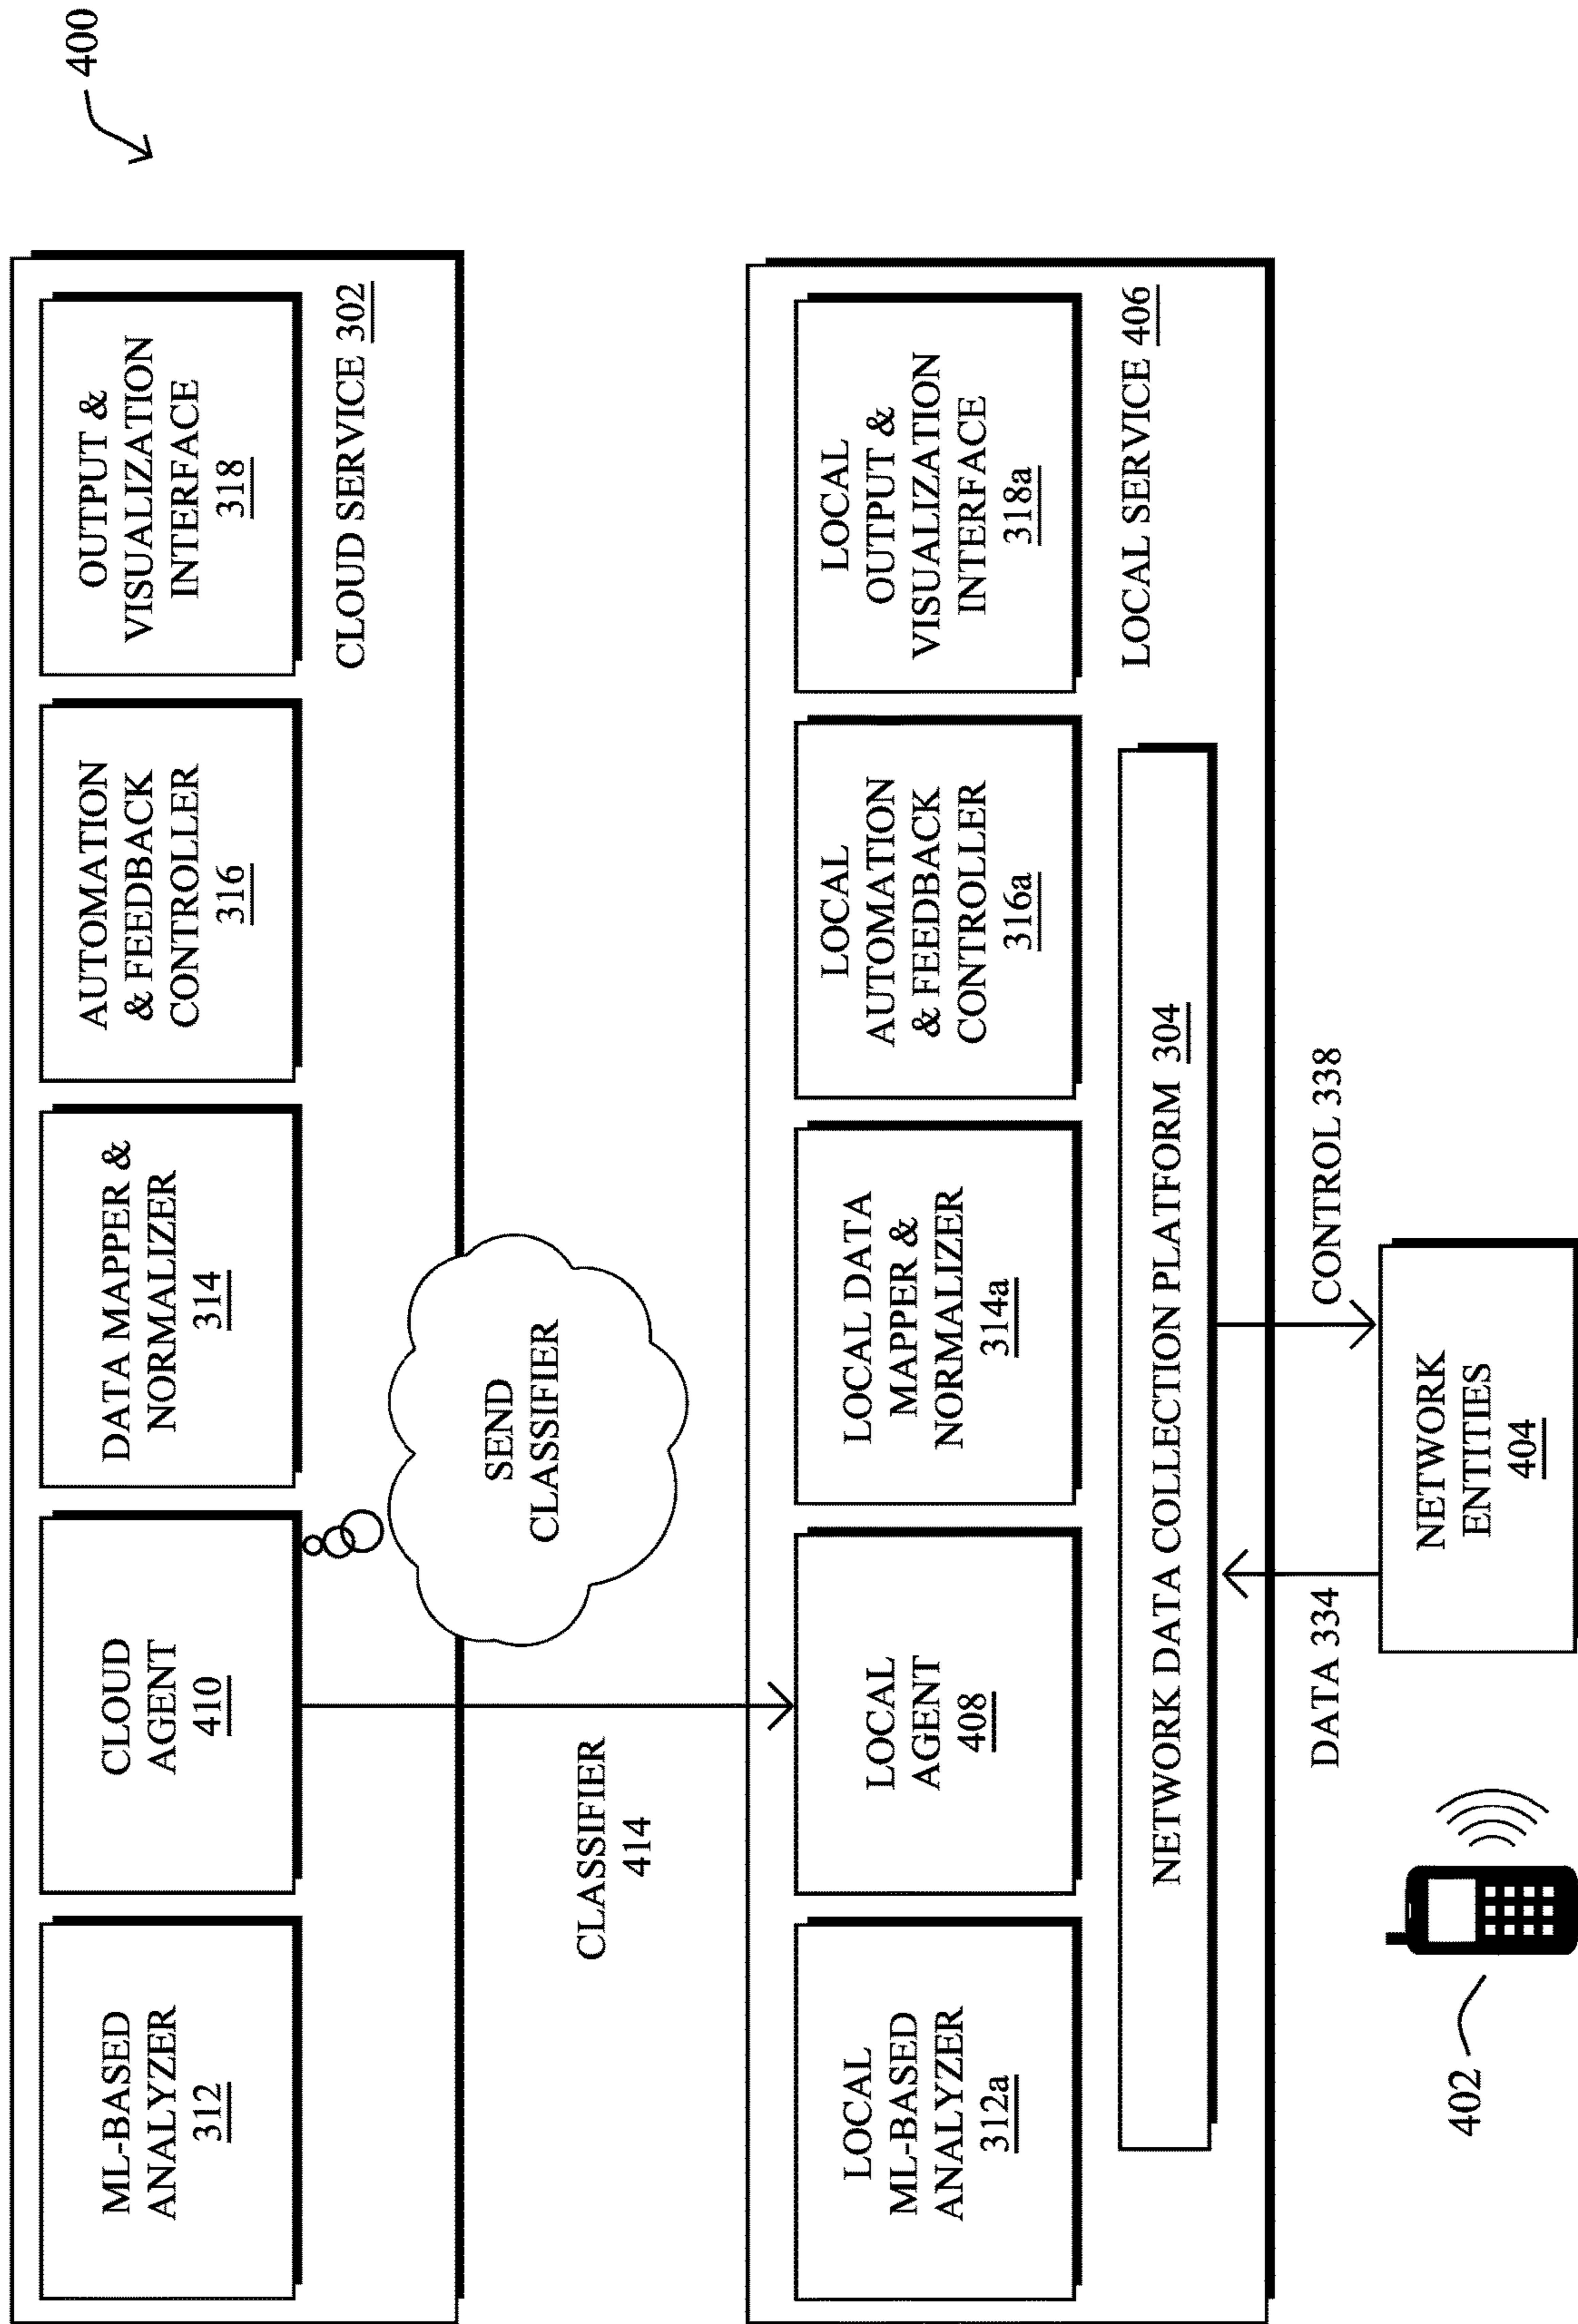 400
ML-BASED
ANALYZER
312
CLOUD
AGENT
410
DATA MAPPER &
NORMALIZER
314
AUTOMATION
& FEEDBACK
CONTROLLER
316
OUTPUT &
VISUALIZATION
INTERFACE
318
CLOUD SERVICE 302
SEND
CLASSIFIER
CLASSIFIER
414
LOCAL
ML-BASED
ANALYZER
312a
LOCAL
AGENT
408
LOCAL DATA
MAPPER &
NORMALIZER
314a
LOCAL
AUTOMATION
& FEEDBACK
CONTROLLER
316a
LOCAL
OUTPUT &
VISUALIZATION
INTERFACE
318a
LOCAL SERVICE 406
NETWORK DATA COLLECTION PLATFORM 304
DATA 334
CONTROL 338
402
NETWORK
ENTITIES
404